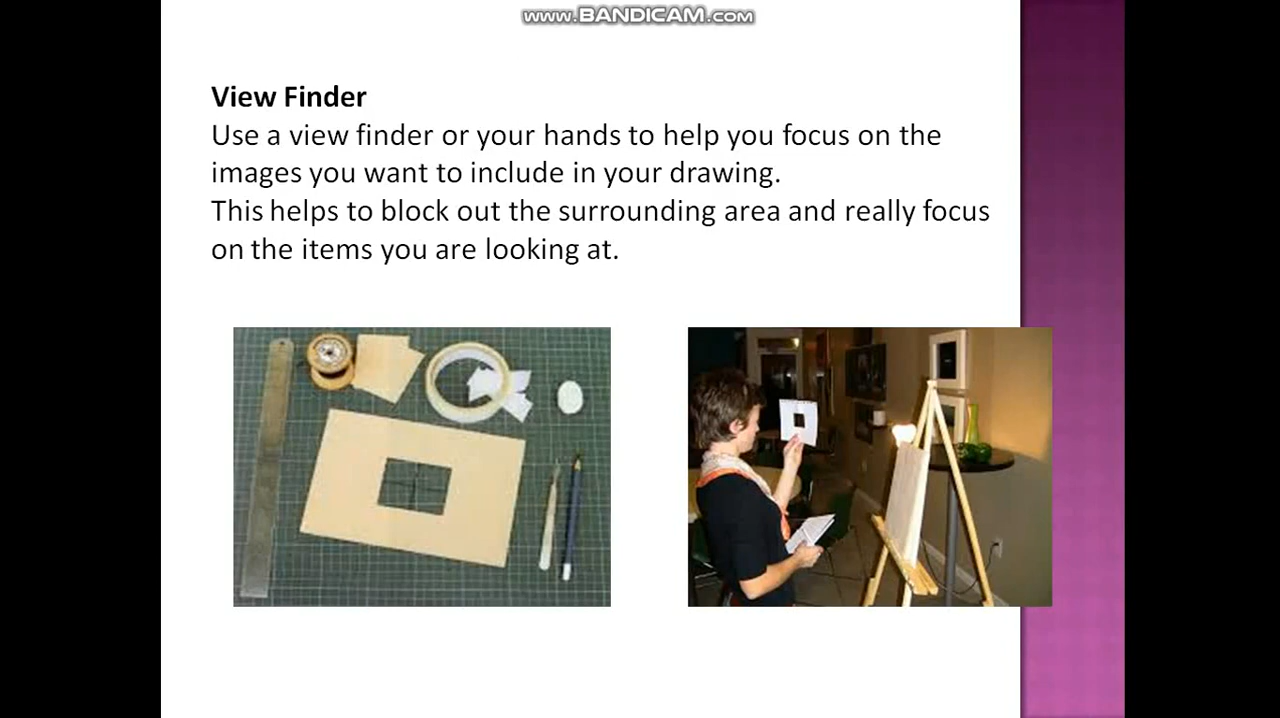 www.BANDICAM.com
View Finder
Use a view finder or your hands to help you focus on the
images you want to include in your drawing.
This helps to block out the surrounding area and really focus
on the items you are looking at.